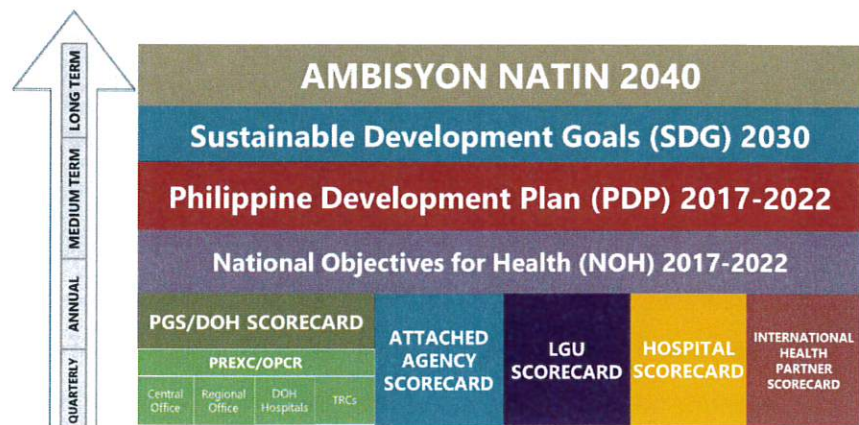 LONG TERM
MEDIUM TERM
ANNUAL
QUARTERLY
AMBISYON NATIN 2040
Sustainable Development Goals (SDG) 2030
Philippine Development Plan (PDP) 2017-2022
National Objectives for Health (NOH) 2017-2022
PGS/DOH SCORECARD
PREXC/OPCR
Central
Office
Regional
Office
DOH
Hospitals
TRCs
ATTACHED
AGENCY
SCORECARD
LGU
SCORECARD
HOSPITAL
SCORECARD
INTERNATIONAL
HEALTH
PARTNER
SCORECARD